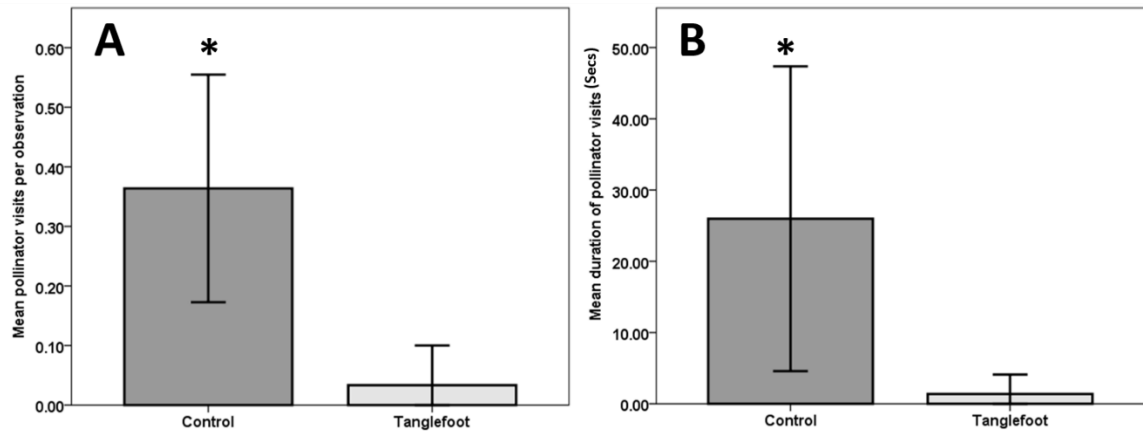 A
*
Mean pollinator visits per observation
0.60
0.50
0.40
0.30
0.20
0.10
0.00
Control
Tanglefoot
B
*
Mean duration of pollinator visits (Secs)
50.00
40.00
30.00
20.00
10.00
0.00
Control
Tanglefoot